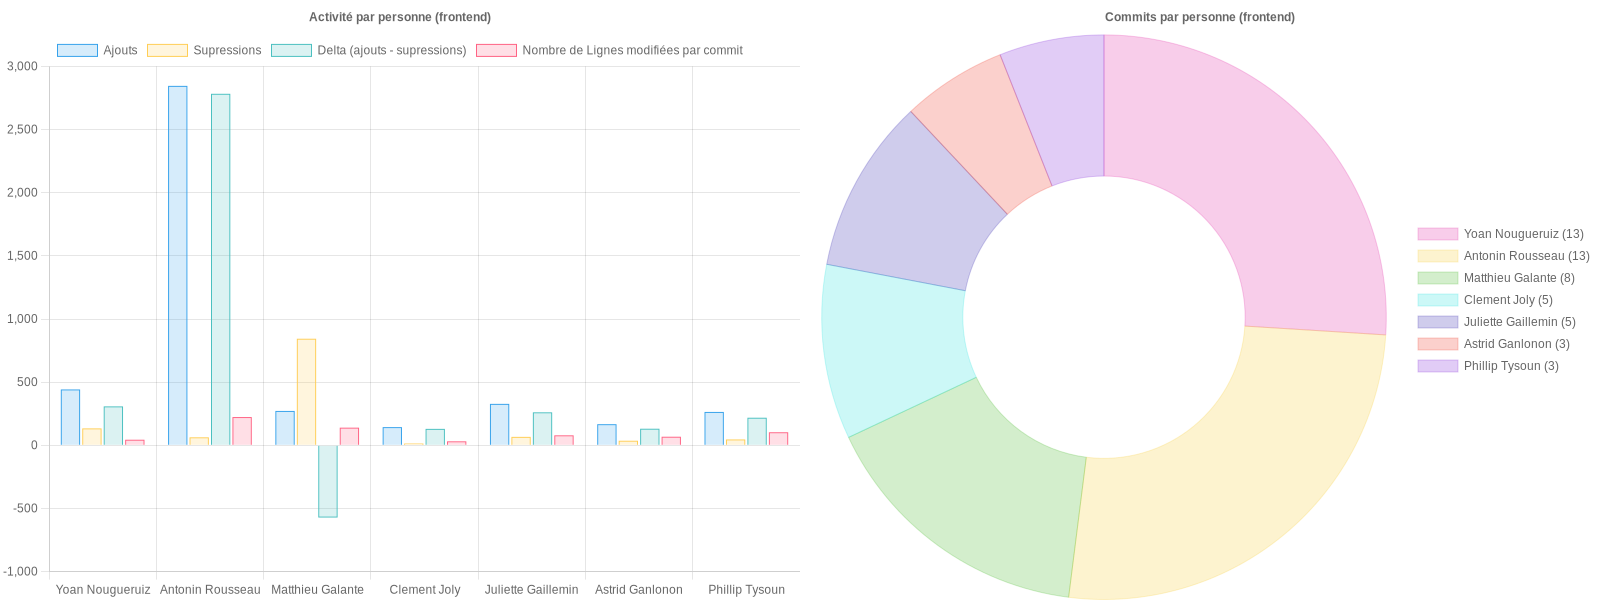 Activité par personne (frontend)
Ajouts
Supressions
Delta (ajouts - supressions)
Nombre de Lignes modifiées par commit
3,000
2,500
2,000
1,500
1,000
500
0
-500
-1,000
Yoan Nougueruiz
Antonin Rousseau
Matthieu Galante
Clement Joly
Juliette Gaillemin
Astrid Ganlonon
Phillip Tysoun
Commits par personne (frontend)
Yoan Nougueruiz (13)
Antonin Rousseau (13)
Matthieu Galante (8)
Clement Joly (5)
Juliette Gaillemin (5)
Astrid Ganlonon (3)
Phillip Tysoun (3)